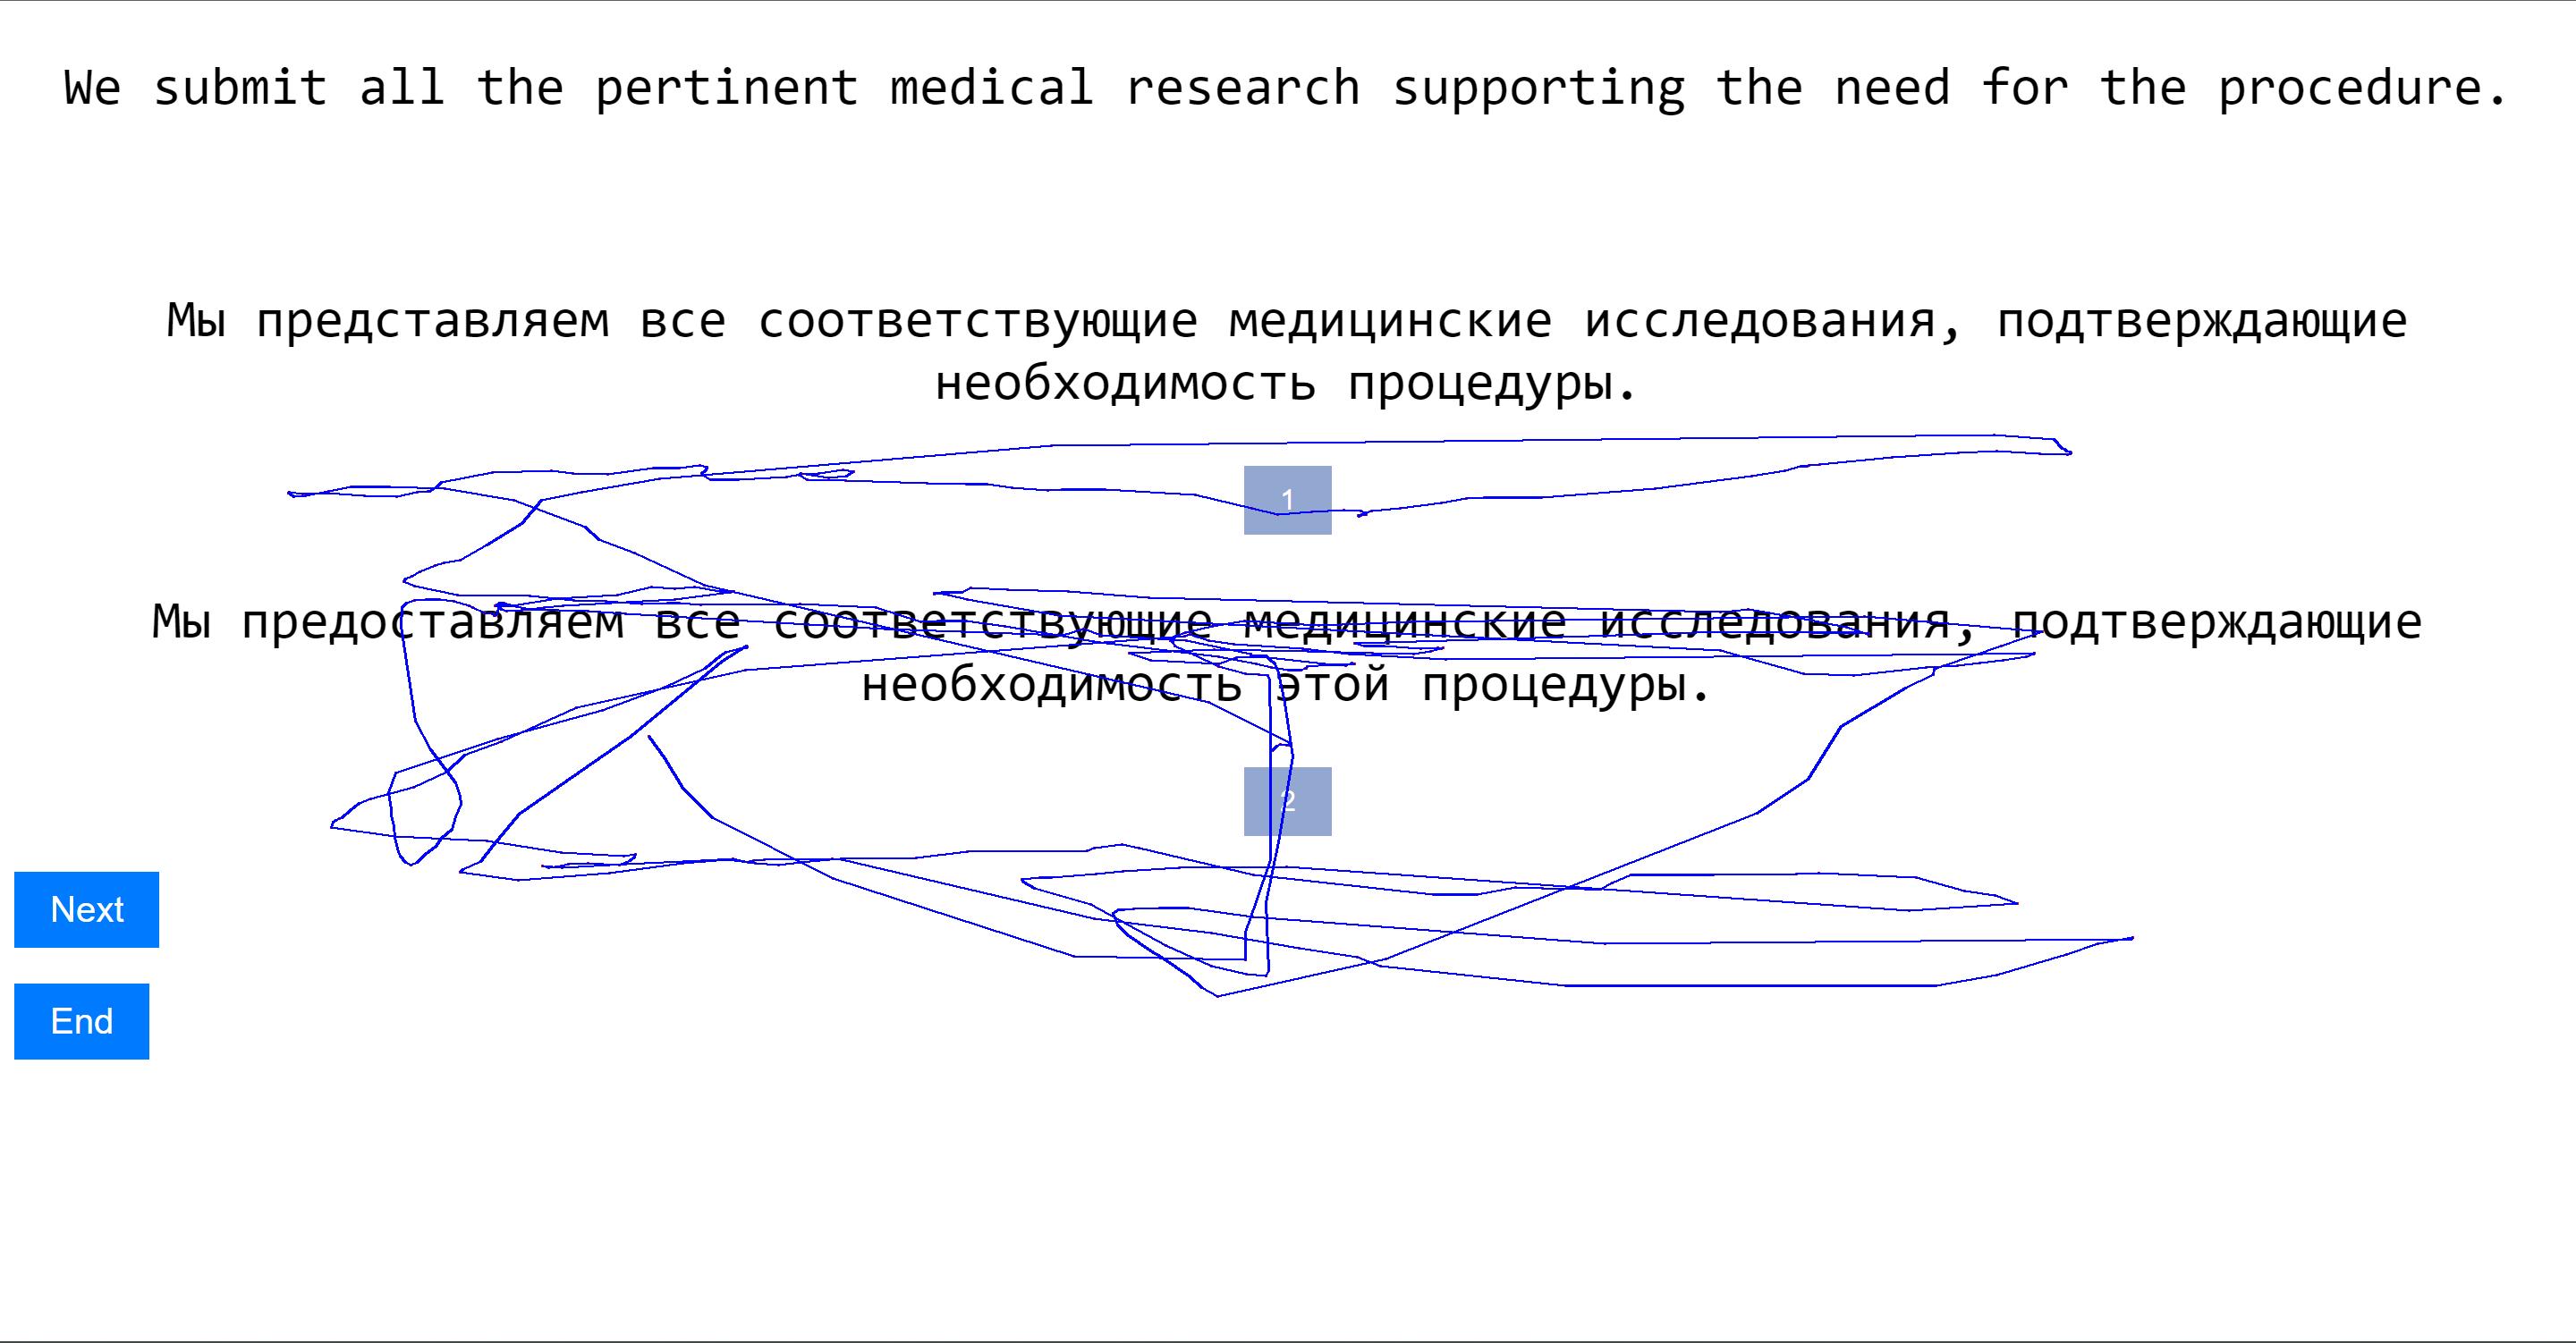 We submit all the pertinent medical research supporting the need for the procedure.
Мы представляем все соответствующие медицинские исследования, подтверждающие
необходимость процедуры.
1
Мы предоставляем все соответствующие медицинские исследования, подтверждающие
необходимость этой процедуры.
2
Next
End